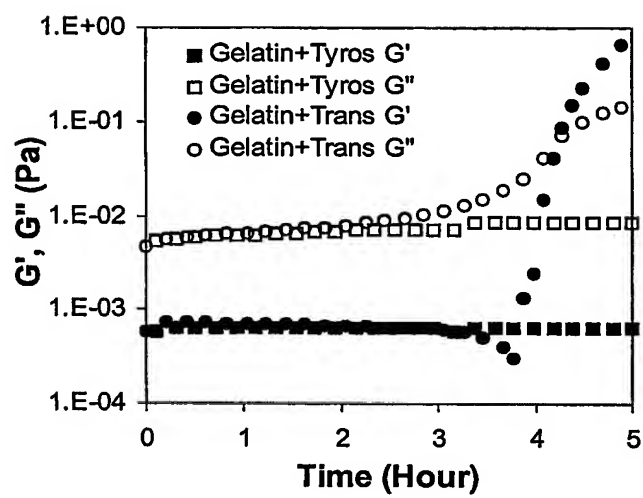 1.E+00
1.E-01
1.E-02
1.E-03
1.E-04
G', G" (Pa)
Gelatin+Tyros G'
Gelatin+Tyros G"
Gelatin+Trans G'
Gelatin+Trans G"
0 1 2 3 4 5
Time (Hour)